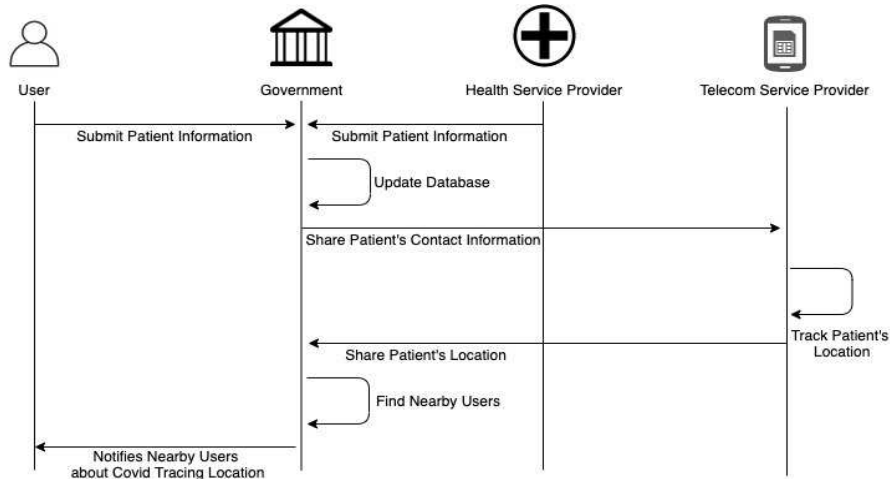 User
Government
Health Service Provider
Telecom Service Provider
Submit Patient Information
Submit Patient Information
Update Database
Share Patient's Contact Information
Track Patient's
Location
Share Patient's Location
Find Nearby Users
Notifies Nearby Users
about Covid Tracing Location